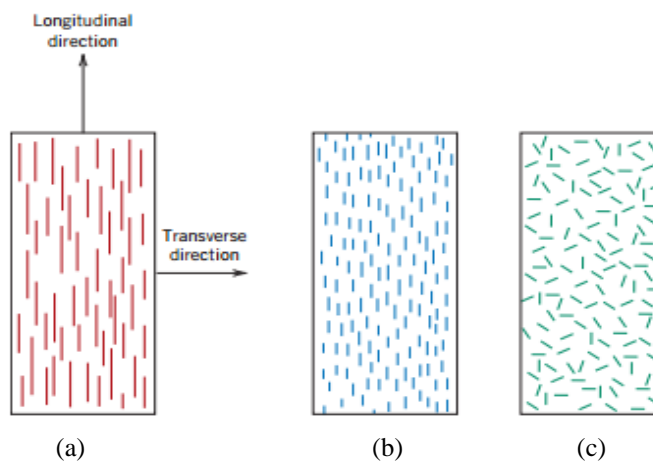 Longitudinal
direction
Transverse
direction
(a)
(b)
(c)